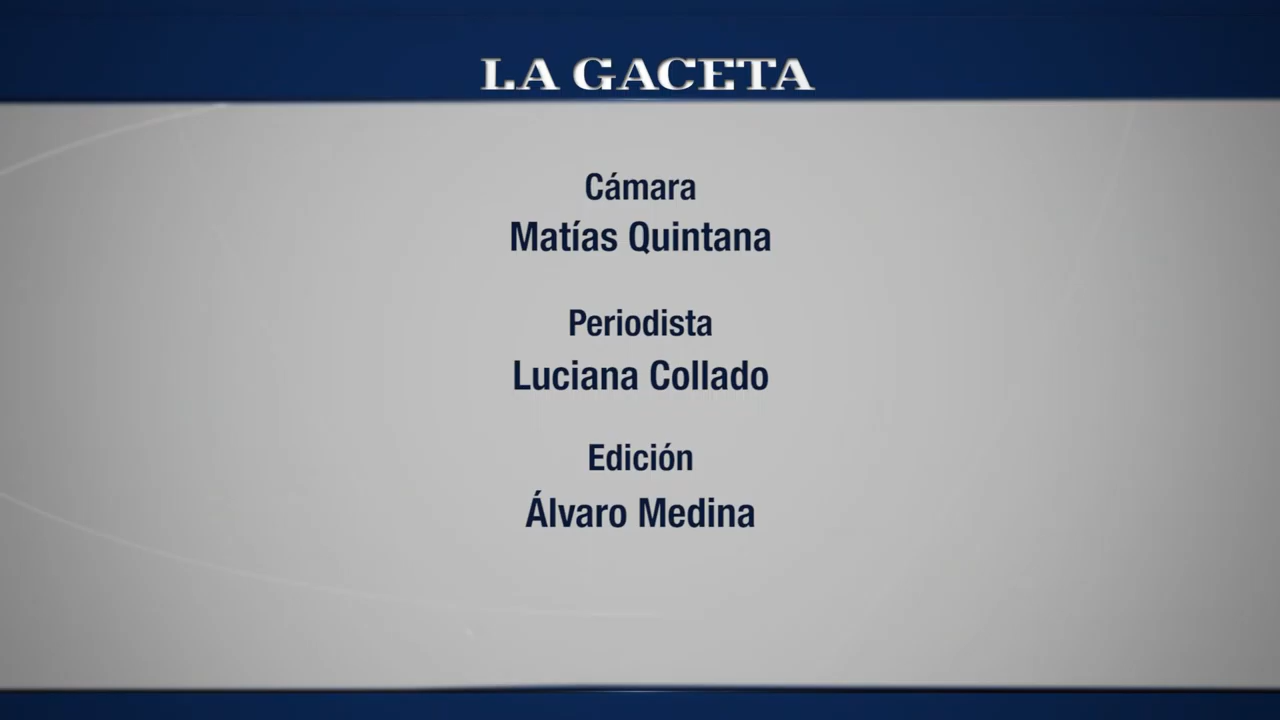 LA GACETA
Cámara
Matías Quintana
Periodista
Luciana Collado
Edición
Álvaro Medina